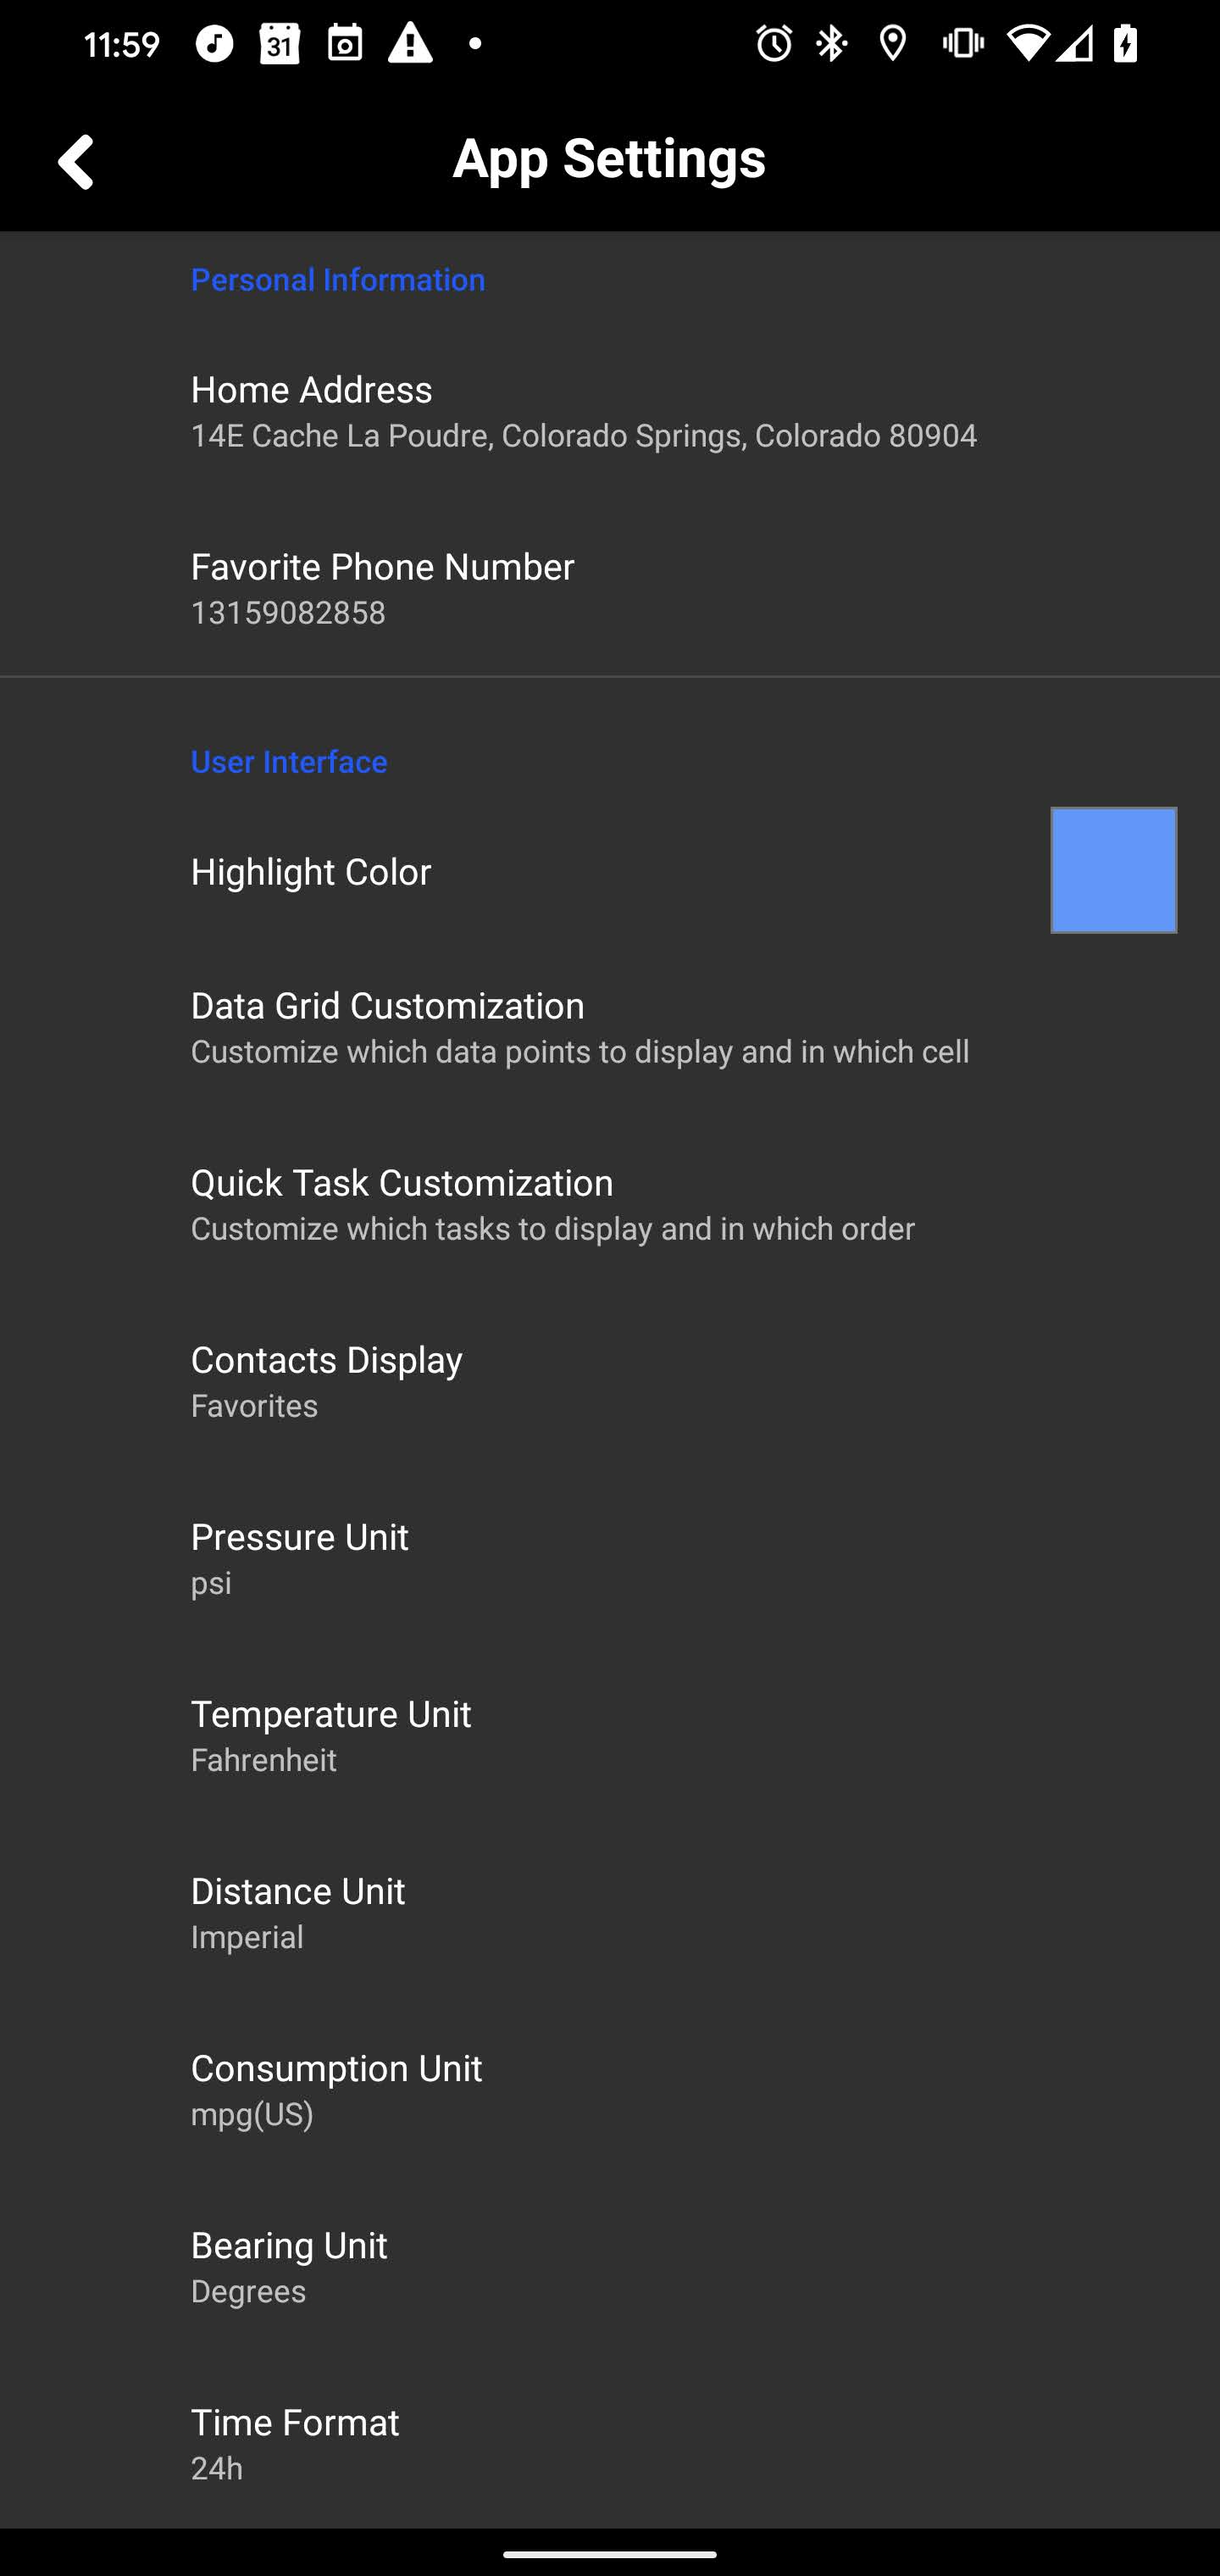 11:59
31
App Settings
Personal Information
Home Address
14E Cache La Poudre, Colorado Springs, Colorado 80904
Favorite Phone Number
13159082858
User Interface
Highlight Color
Data Grid Customization
Customize which data points to display and in which cell
Quick Task Customization
Customize which tasks to display and in which order
Contacts Display
Favorites
Pressure Unit
psi
Temperature Unit
Fahrenheit
Distance Unit
Imperial
Consumption Unit
mpg(US)
Bearing Unit
Degrees
Time Format
24h